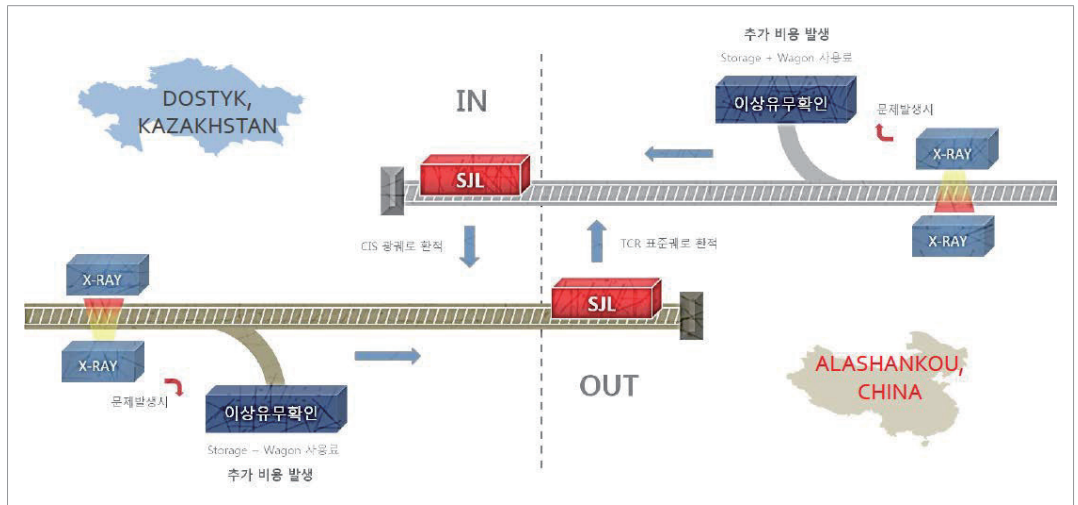 추가 비용 발생
Storage + Wagon 사용료
이상유무확인
문제발생시
X-RAY
X-RAY
DOSTYK,
KAZAKHSTAN
IN
SJL
CIS 광궤로 환적
TCR 표준궤로 환적
SJL
X-RAY
X-RAY
문제발생시
이상유무확인
Storage – Wagon 사용료
추가 비용 발생
OUT
ALASHANKOU,
CHINA